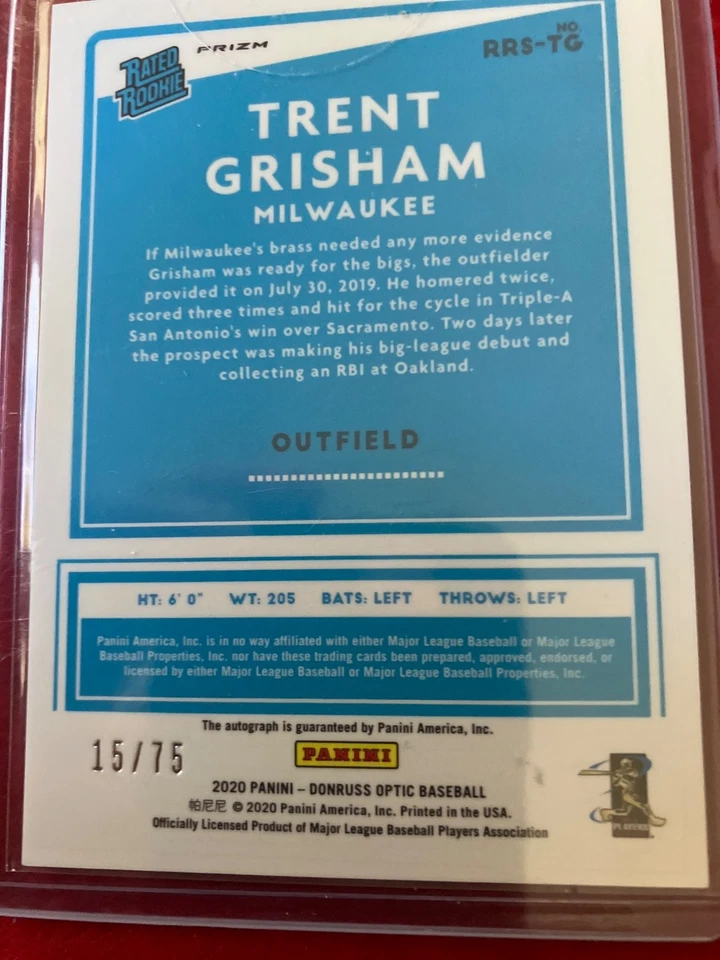 RATED
ROOKIE
PRIZM
NO.
RRS-TG
TRENT
GRISHAM
MILWAUKEE
If Milwaukee's brass needed any more evidence
Grisham was ready for the bigs, the outfielder
provided it on July 30, 2019. He homered twice,
scored three times and hit for the cycle in Triple-A
San Antonio's win over Sacramento. Two days later
the prospect was making his big-league debut and
collecting an RBI at Oakland.
OUTFIELD
HT: 6' 0" WT: 205 BATS: LEFT THROWS: LEFT
Panini America, Inc. is in no way affiliated with either Major League Baseball or Major League
Baseball Properties, Inc. nor have these trading cards been prepared, approved, endorsed, or
licensed by either Major League Baseball or Major League Baseball Properties, Inc.
The autograph is guaranteed by Panini America, Inc.
15/75
PANINI
2020 PANINI – DONRUSS OPTIC BASEBALL
帕尼尼 © 2020 Panini America, Inc. Printed in the USA.
Officially Licensed Product of Major League Baseball Players Association